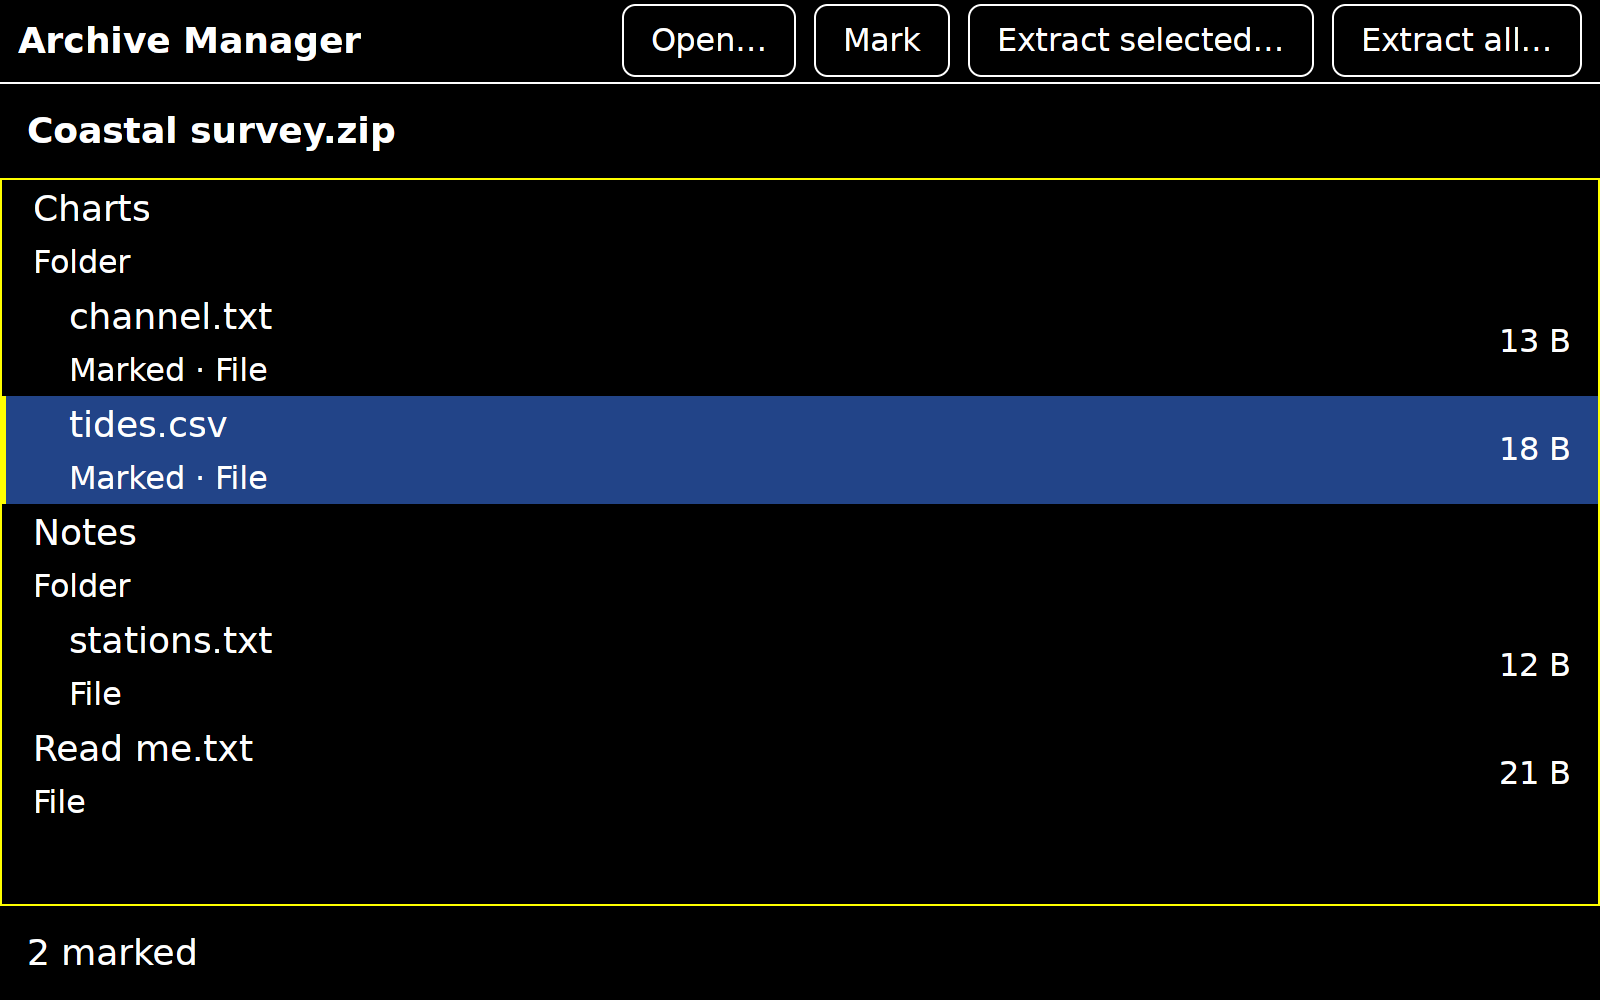 Archive Manager
Open…
Mark
Extract selected…
Extract all…
Coastal survey.zip
Charts
Folder
channel.txt
Marked · File
13 B
tides.csv
Marked · File
18 B
Notes
Folder
stations.txt
File
12 B
Read me.txt
File
21 B
2 marked